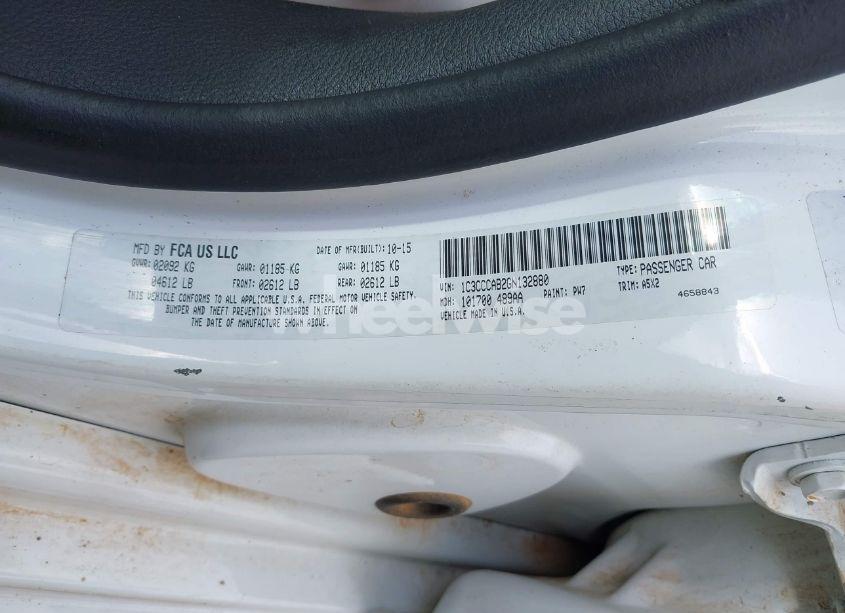 MFD BY FCA US LLC
DATE OF MFR(BUILT): 10-15
GVWR: 02092 KG GAWR: 01185 KG GAWR: 01185 KG
04612 LB FRONT: 02612 LB REAR: 02612 LB
THIS VEHICLE CONFORMS TO ALL APPLICABLE U.S.A. FEDERAL MOTOR VEHICLE SAFETY,
BUMPER AND THEFT PREVENTION STANDARDS IN EFFECT ON
THE DATE OF MANUFACTURE SHOWN ABOVE.
VIN: 1C3CCCAB2GN132880 TYPE: PASSENGER CAR
MDH: 101700 489AA PAINT: PW7 TRIM: A5X2
VEHICLE MADE IN U.S.A. 4658843
wheelwise